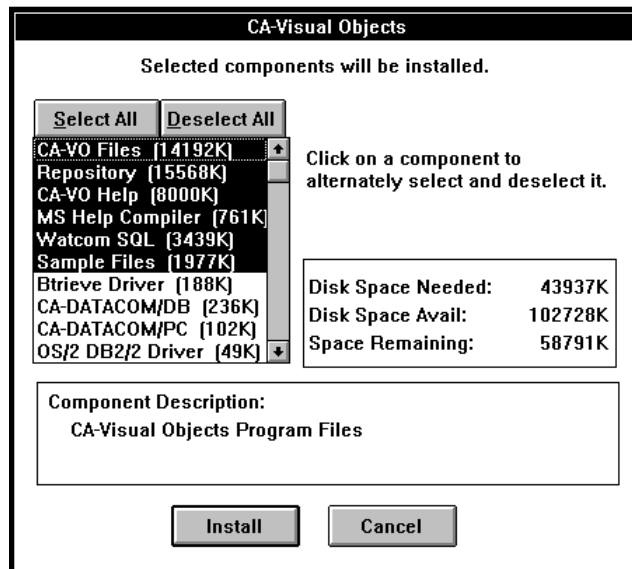 CA-Visual Objects
Selected components will be installed.
Select All Deselect All
CA-VO Files (14192K)
Repository (15568K)
CA-VO Help (8000K)
MS Help Compiler (761K)
Watcom SQL (3439K)
Sample Files (1977K)
Btrieve Driver (188K)
CA-DATACOM/DB (236K)
CA-DATACOM/PC (102K)
OS/2 DB2/2 Driver (49K)
Click on a component to
alternately select and deselect it.
Disk Space Needed: 43937K
Disk Space Avail: 102728K
Space Remaining: 58791K
Component Description:
CA-Visual Objects Program Files
Install Cancel